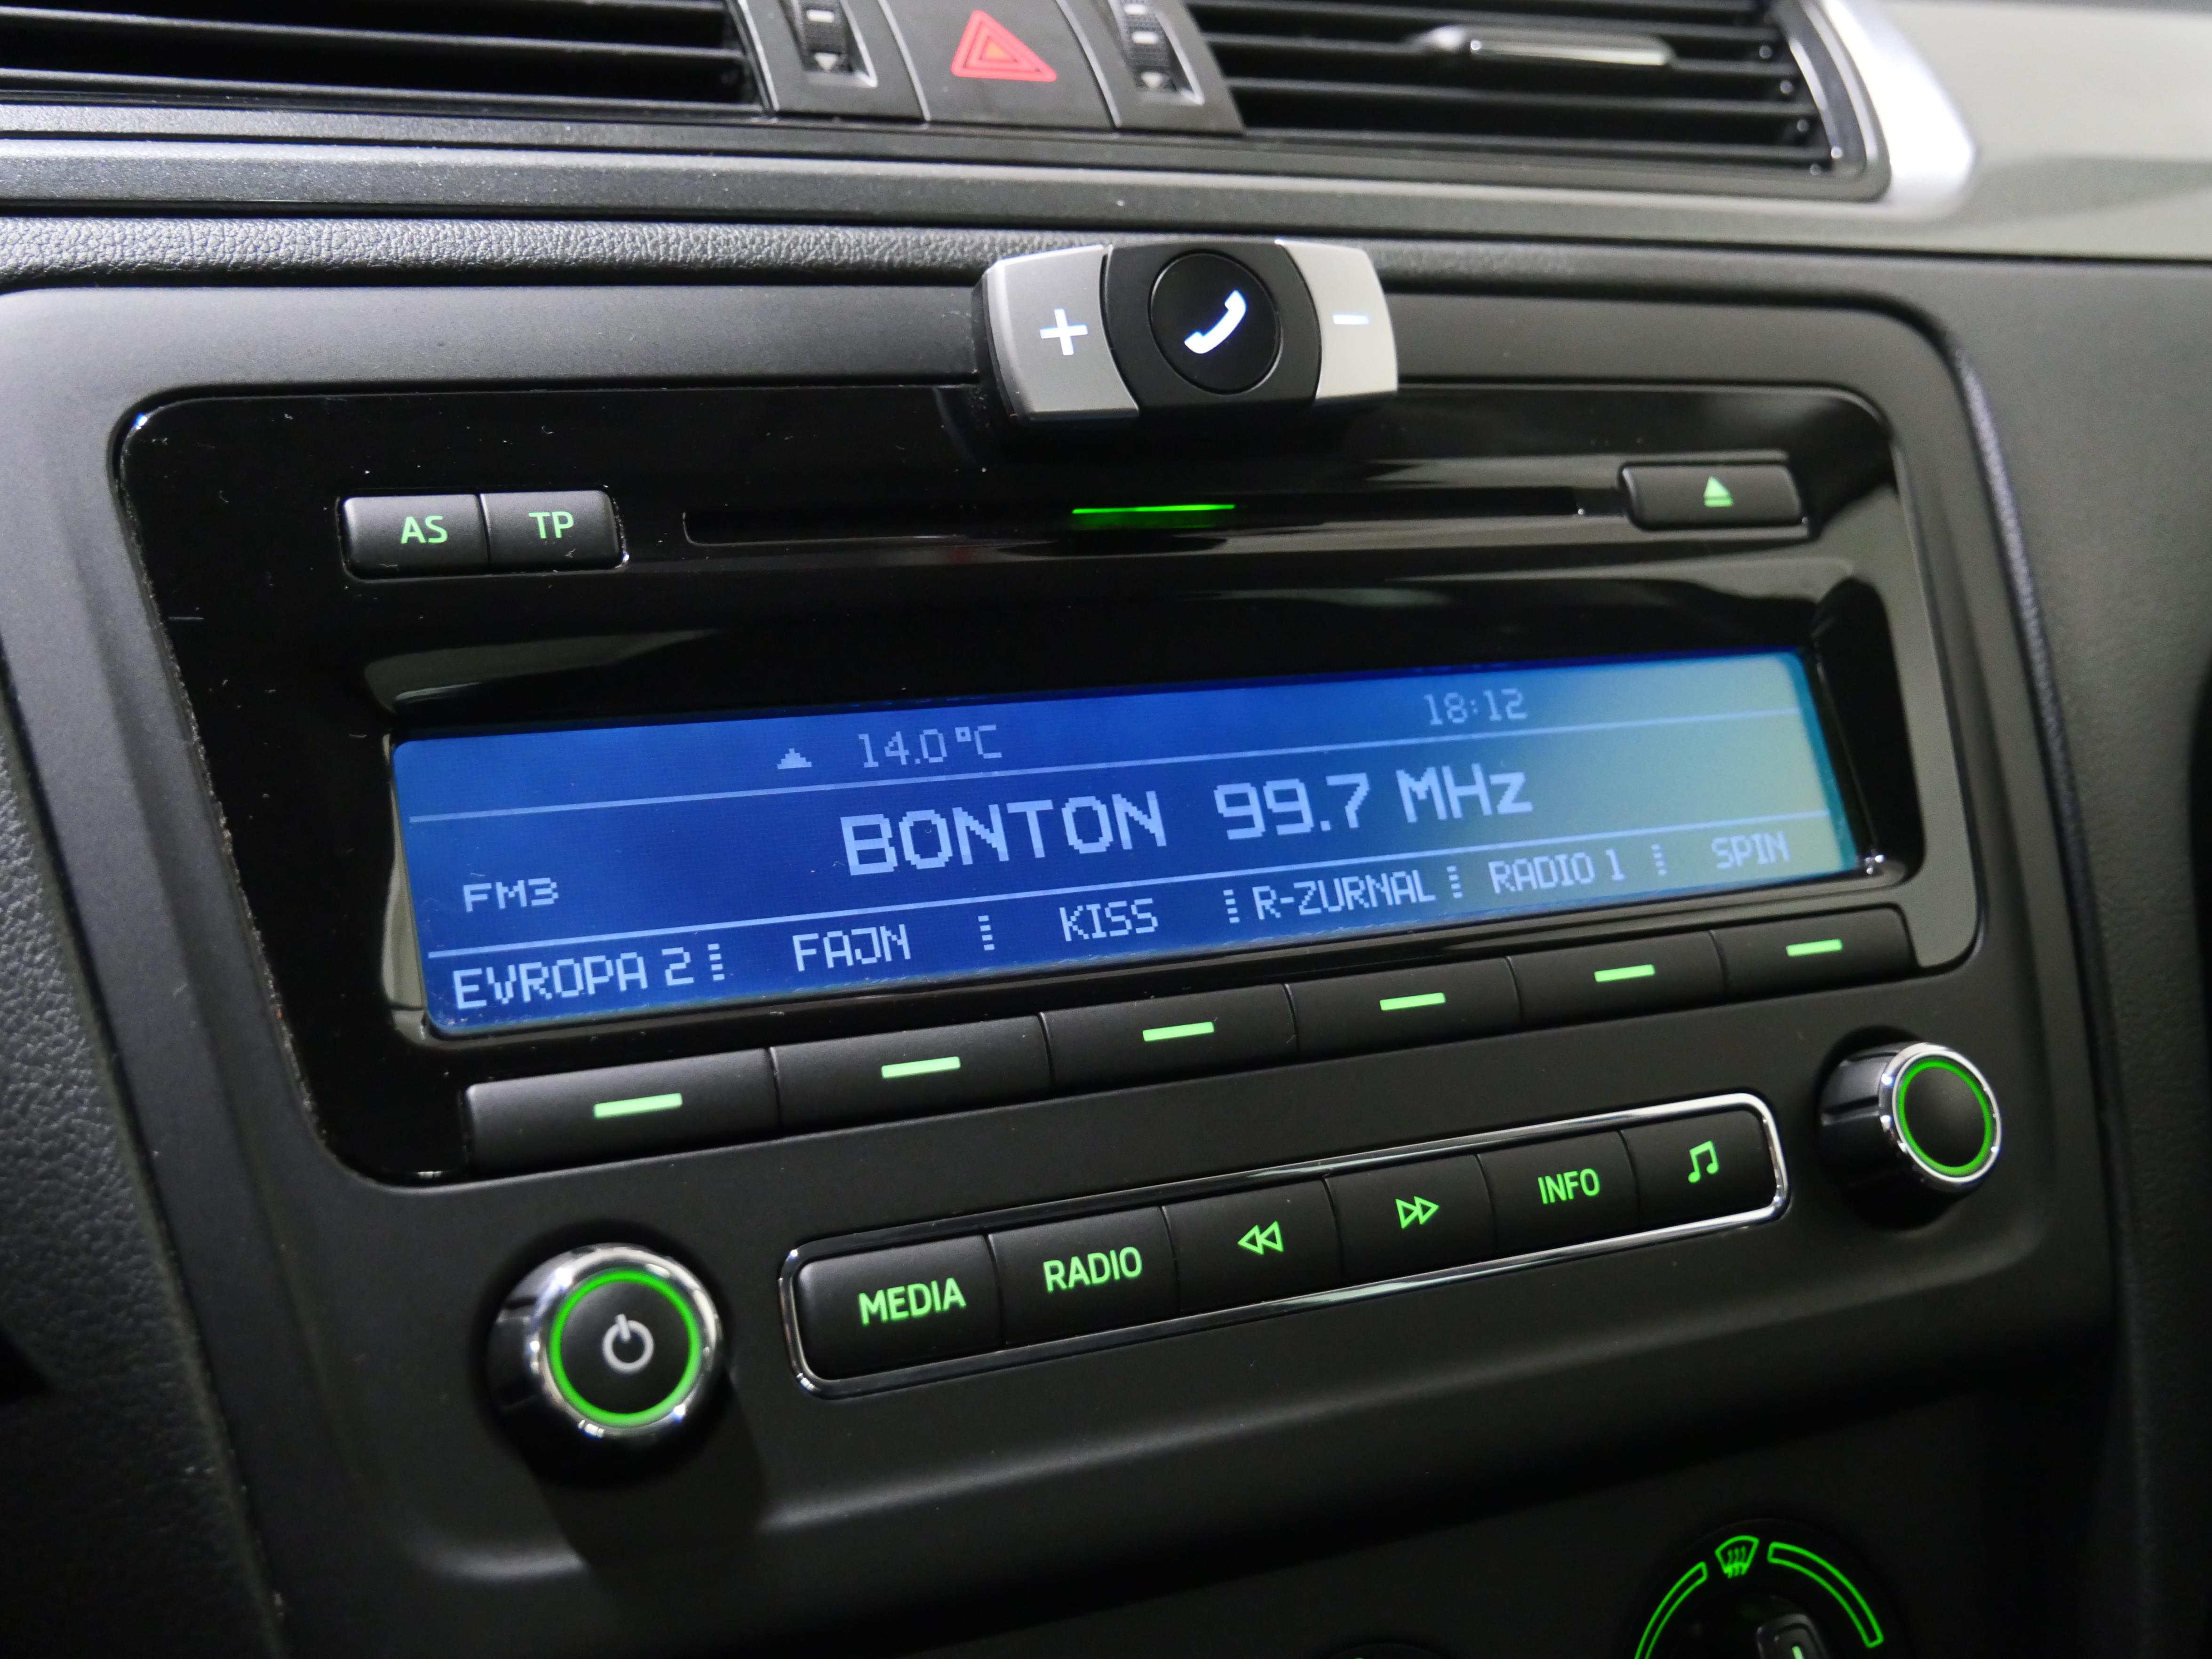 AS TP
14.0 °C 18:12
BONTON 99.7 MHz
FM3
EVROPA 2 FAJN KISS R-ZURNAL RADIO 1 SPIN
MEDIA RADIO INFO